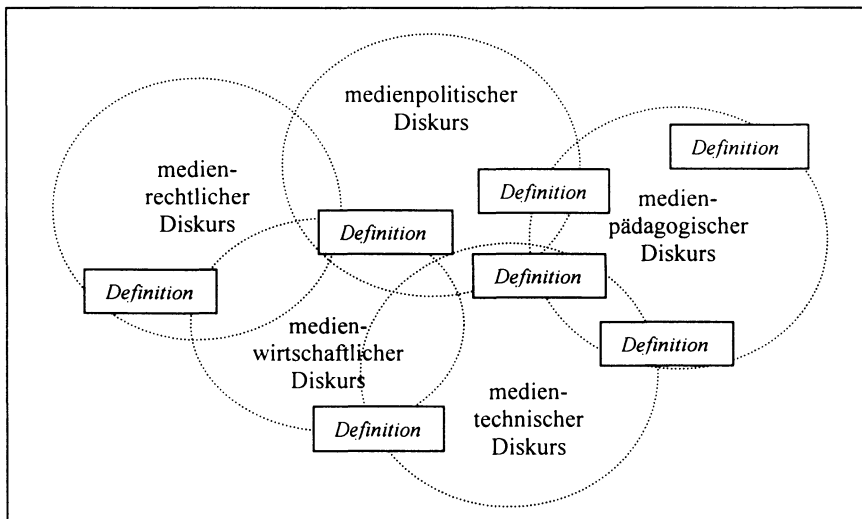 medienpolitischer
Diskurs
Definition
medien-
rechtlicher
Diskurs
Definition
medien-
pädagogischer
Diskurs
Definition
Definition
Definition
medien-
wirtschaftlicher
Diskurs
Definition
medien-
technischer
Diskurs
Definition